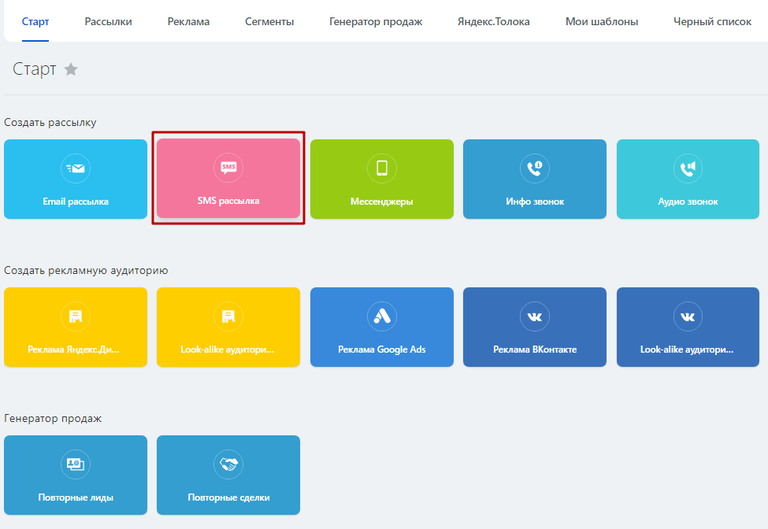 Старт Рассылки Реклама Сегменты Генератор продаж Яндекс.Толока Мои шаблоны Черный список
Старт
Создать рассылку
SMS
Email рассылка SMS рассылка Мессенджеры Инфо звонок Аудио звонок
Создать рекламную аудиторию
Реклама Яндекс.Ди... Look-alike аудитори... Реклама Google Ads Реклама ВКонтакте Look-alike аудитори...
Генератор продаж
Повторные лиды Повторные сделки